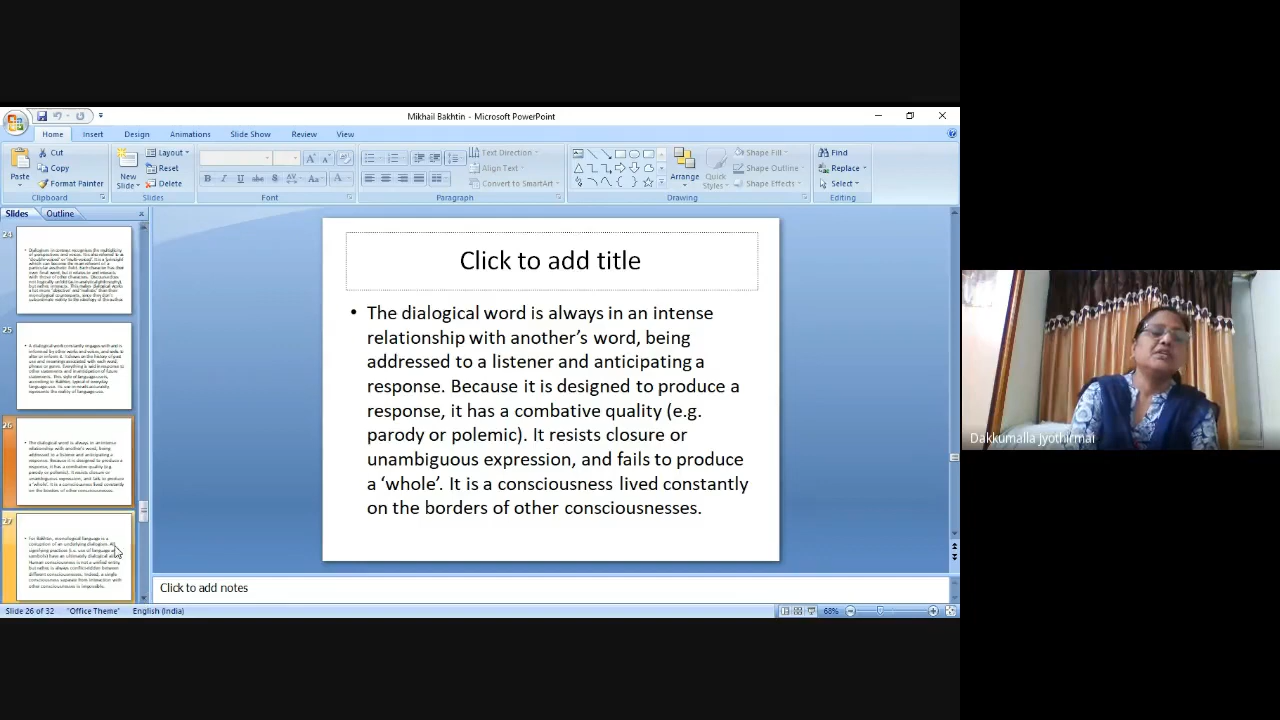 Mikhail Bakhtin - Microsoft PowerPoint
Home Insert Design Animations Slide Show Review View
Paste
Cut
Copy
Format Painter
Clipboard
New Slide
Layout
Reset
Delete
Slides
Font
Text Direction
Align Text
Convert to SmartArt
Paragraph
Arrange
Quick Styles
Shape Fill
Shape Outline
Shape Effects
Drawing
Find
Replace
Select
Editing
Slides Outline
24
25
26
27
Click to add title
• The dialogical word is always in an intense
relationship with another’s word, being
addressed to a listener and anticipating a
response. Because it is designed to produce a
response, it has a combative quality (e.g.
parody or polemic). It resists closure or
unambiguous expression, and fails to produce
a ‘whole’. It is a consciousness lived constantly
on the borders of other consciousnesses.
Click to add notes
Slide 26 of 32 "Office Theme" English (India) 68%
Dakkumalla jyothirmai